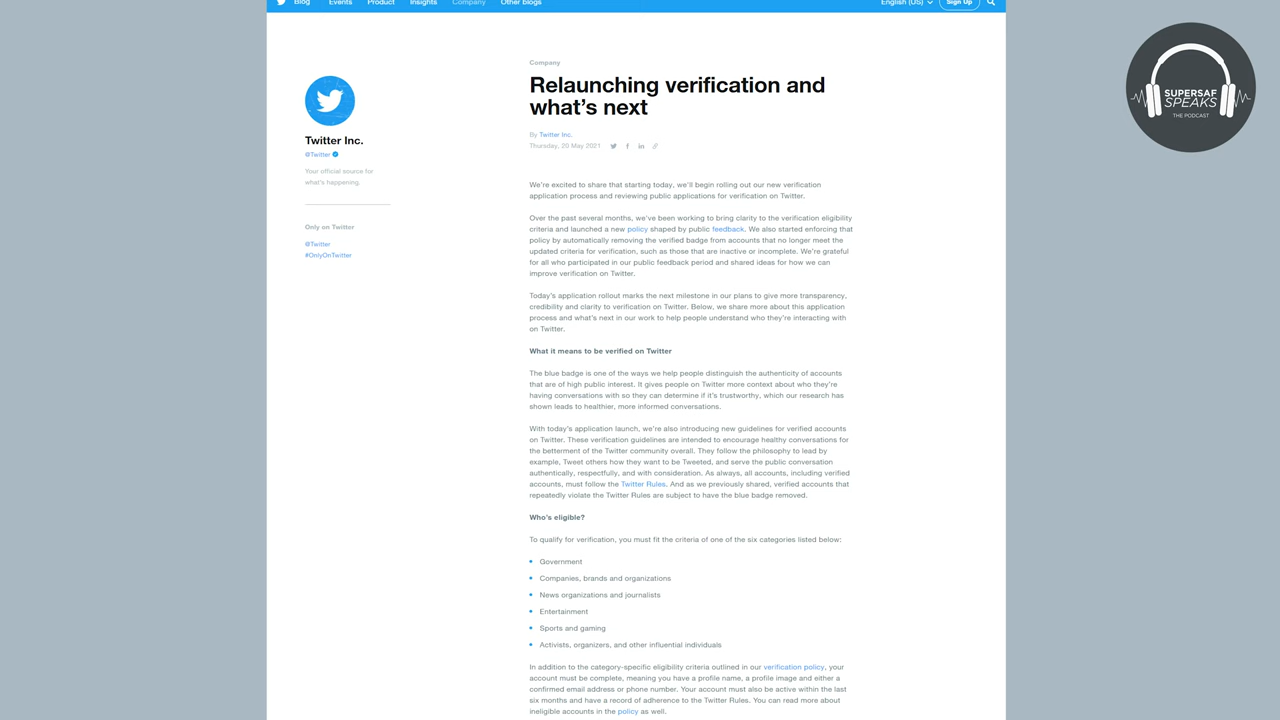 Blog Events Product Insights Company Other blogs English (US) Sign Up
SUPERSAF
SPEAKS
THE PODCAST
Twitter Inc.
@Twitter
Your official source for
what's happening.
Only on Twitter
@Twitter
#OnlyOnTwitter
Company
Relaunching verification and
what's next
By Twitter Inc.
Thursday, 20 May 2021
We're excited to share that starting today, we'll begin rolling out our new verification
application process and reviewing public applications for verification on Twitter.
Over the past several months, we've been working to bring clarity to the verification eligibility
criteria and launched a new policy shaped by public feedback. We also started enforcing that
policy by automatically removing the verified badge from accounts that no longer meet the
updated criteria for verification, such as those that are inactive or incomplete. We're grateful
for all who participated in our public feedback period and shared ideas for how we can
improve verification on Twitter.
Today's application rollout marks the next milestone in our plans to give more transparency,
credibility and clarity to verification on Twitter. Below, we share more about this application
process and what's next in our work to help people understand who they're interacting with
on Twitter.
What it means to be verified on Twitter
The blue badge is one of the ways we help people distinguish the authenticity of accounts
that are of high public interest. It gives people on Twitter more context about who they're
having conversations with so they can determine if it's trustworthy, which our research has
shown leads to healthier, more informed conversations.
With today's application launch, we're also introducing new guidelines for verified accounts
on Twitter. These verification guidelines are intended to encourage healthy conversations for
the betterment of the Twitter community overall. They follow the philosophy to lead by
example, Tweet others how they want to be Tweeted, and serve the public conversation
authentically, respectfully, and with consideration. As always, all accounts, including verified
accounts, must follow the Twitter Rules. And as we previously shared, verified accounts that
repeatedly violate the Twitter Rules are subject to have the blue badge removed.
Who's eligible?
To qualify for verification, you must fit the criteria of one of the six categories listed below:
• Government
• Companies, brands and organizations
• News organizations and journalists
• Entertainment
• Sports and gaming
• Activists, organizers, and other influential individuals
In addition to the category-specific eligibility criteria outlined in our verification policy, your
account must be complete, meaning you have a profile name, a profile image and either a
confirmed email address or phone number. Your account must also be active within the last
six months and have a record of adherence to the Twitter Rules. You can read more about
ineligible accounts in the policy as well.